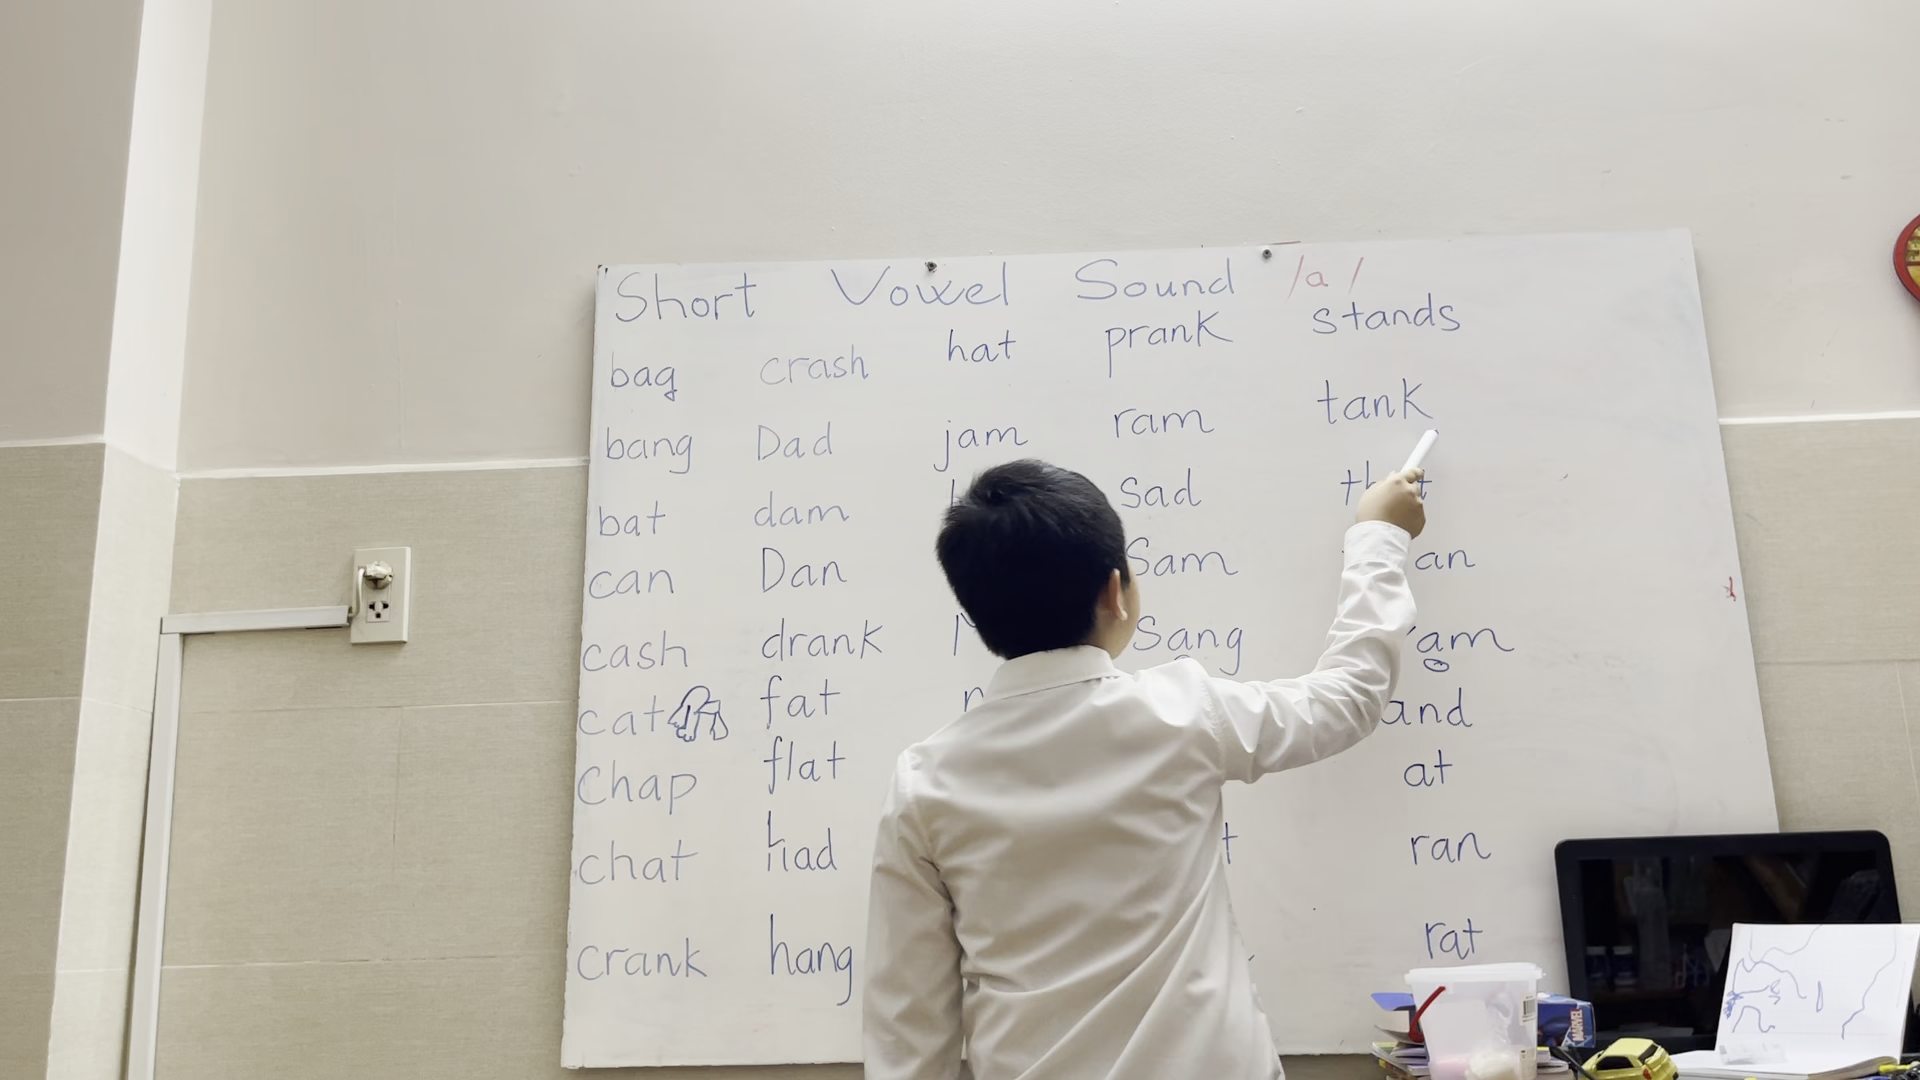 Short Vowel Sound /a/
bag crash hat prank stands
bang Dad jam ram tank
bat dam sad
can Dan Sam an
cash drank Sang am
cat fat and
Chap flat at
chat had ran
crank hang rat
MARVEL